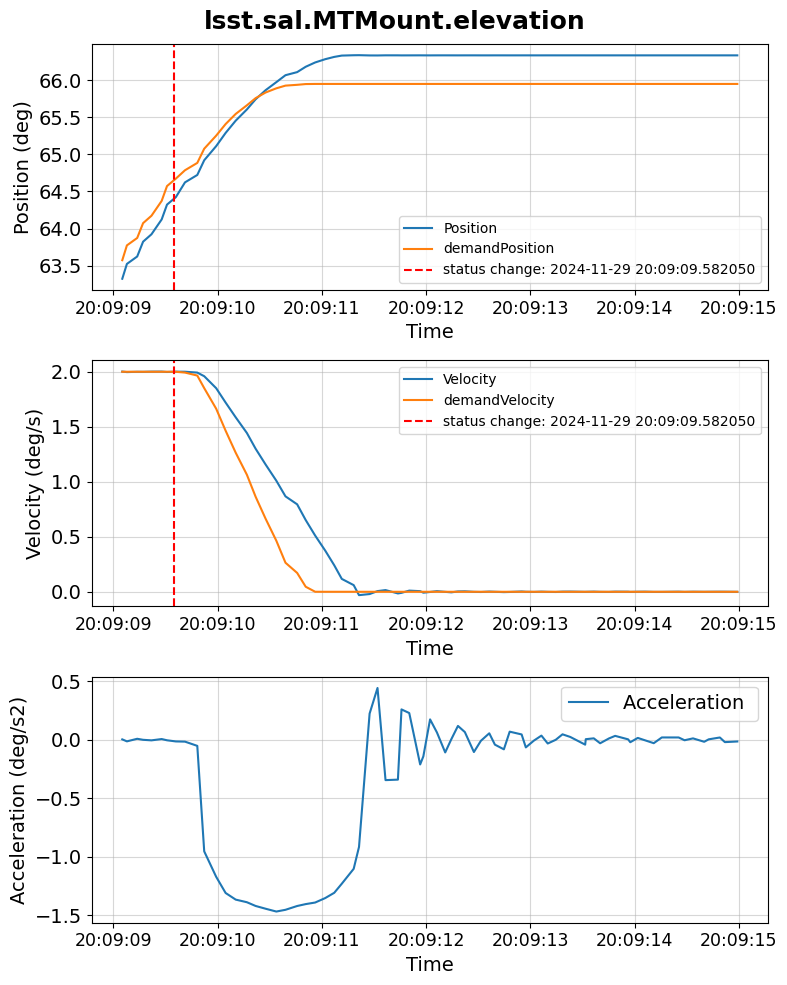 lsst.sal.MTMount.elevation
Position (deg)
66.0
65.5
65.0
64.5
64.0
63.5
Position
demandPosition
status change: 2024-11-29 20:09:09.582050
20:09:09 20:09:10 20:09:11 20:09:12 20:09:13 20:09:14 20:09:15
Time
Velocity (deg/s)
2.0
1.5
1.0
0.5
0.0
Velocity
demandVelocity
status change: 2024-11-29 20:09:09.582050
20:09:09 20:09:10 20:09:11 20:09:12 20:09:13 20:09:14 20:09:15
Time
Acceleration (deg/s2)
0.5
0.0
−0.5
−1.0
−1.5
Acceleration
20:09:09 20:09:10 20:09:11 20:09:12 20:09:13 20:09:14 20:09:15
Time